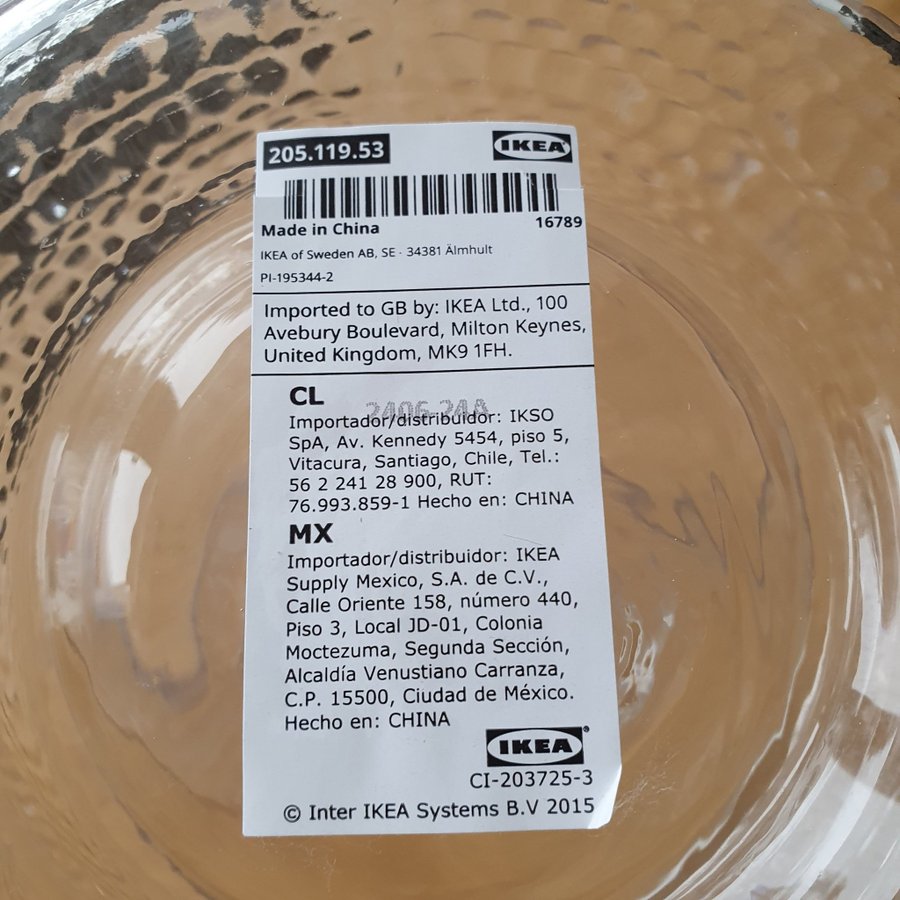 205.119.53 IKEA
Made in China 16789
IKEA of Sweden AB, SE - 34381 Älmhult
PI-195344-2
Imported to GB by: IKEA Ltd., 100
Avebury Boulevard, Milton Keynes,
United Kingdom, MK9 1FH.
CL
2406 24A
Importador/distribuidor: IKSO
SpA, Av. Kennedy 5454, piso 5,
Vitacura, Santiago, Chile, Tel.:
56 2 241 28 900, RUT:
76.993.859-1 Hecho en: CHINA
MX
Importador/distribuidor: IKEA
Supply Mexico, S.A. de C.V.,
Calle Oriente 158, número 440,
Piso 3, Local JD-01, Colonia
Moctezuma, Segunda Sección,
Alcaldía Venustiano Carranza,
C.P. 15500, Ciudad de México.
Hecho en: CHINA
IKEA®
CI-203725-3
© Inter IKEA Systems B.V 2015